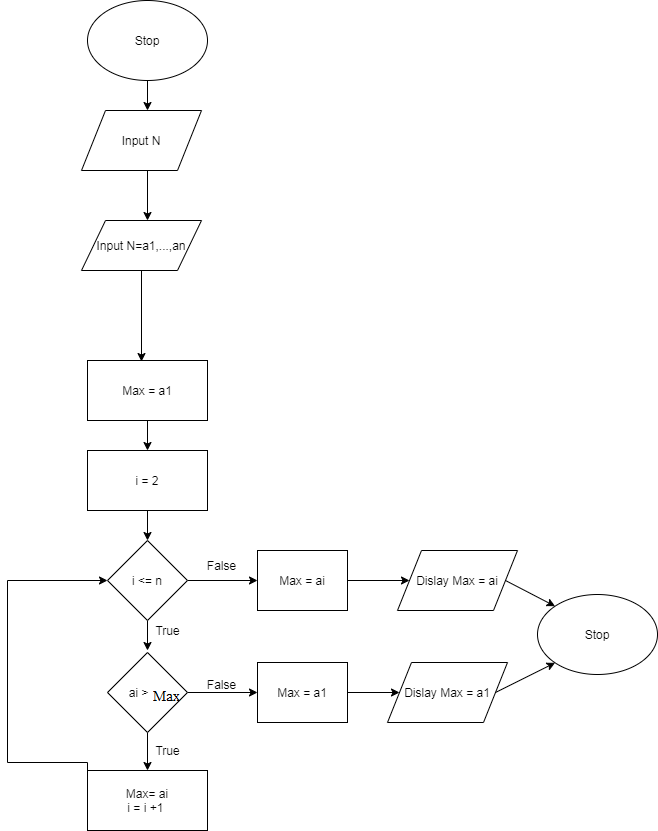 Stop
Input N
Input N=a1,...,an
Max = a1
i = 2
i <= n
False
Max = ai
Dislay Max = ai
Stop
True
ai > Max
False
Max = a1
Dislay Max = a1
True
Max= ai
i = i +1